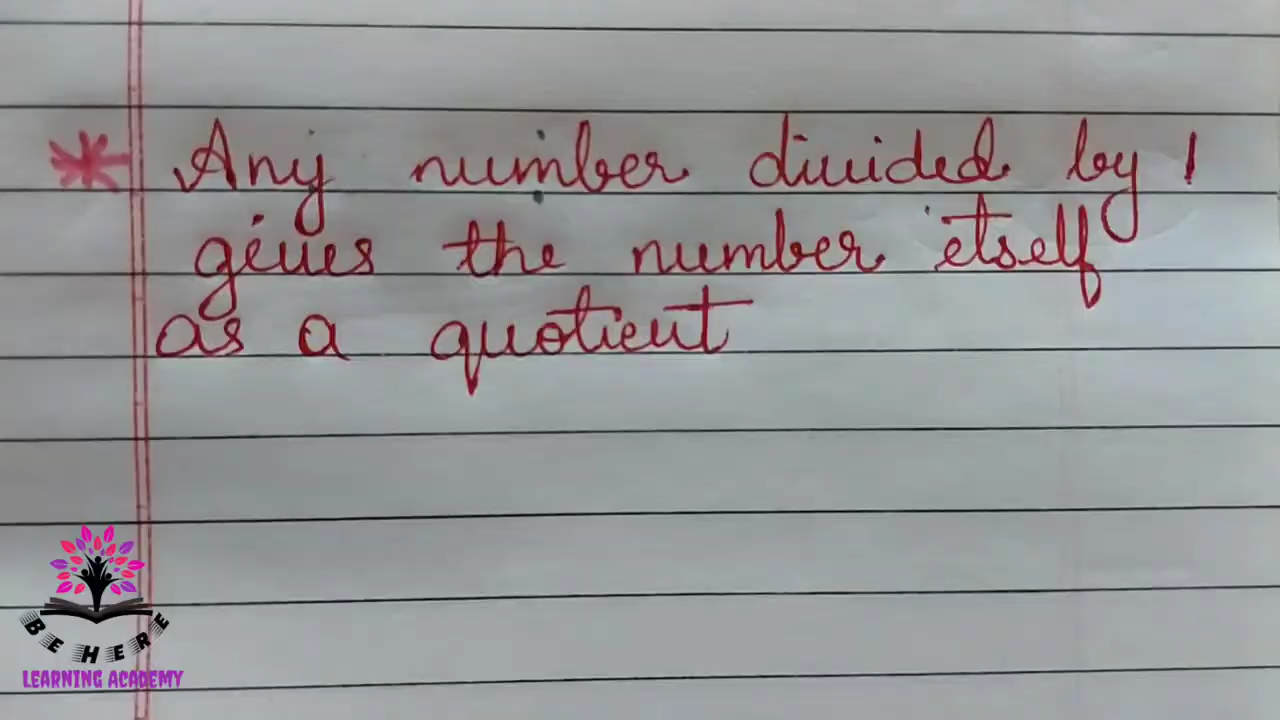 * Any number divided by 1
gives the number itself
as a quotient
BE HERE
LEARNING ACADEMY